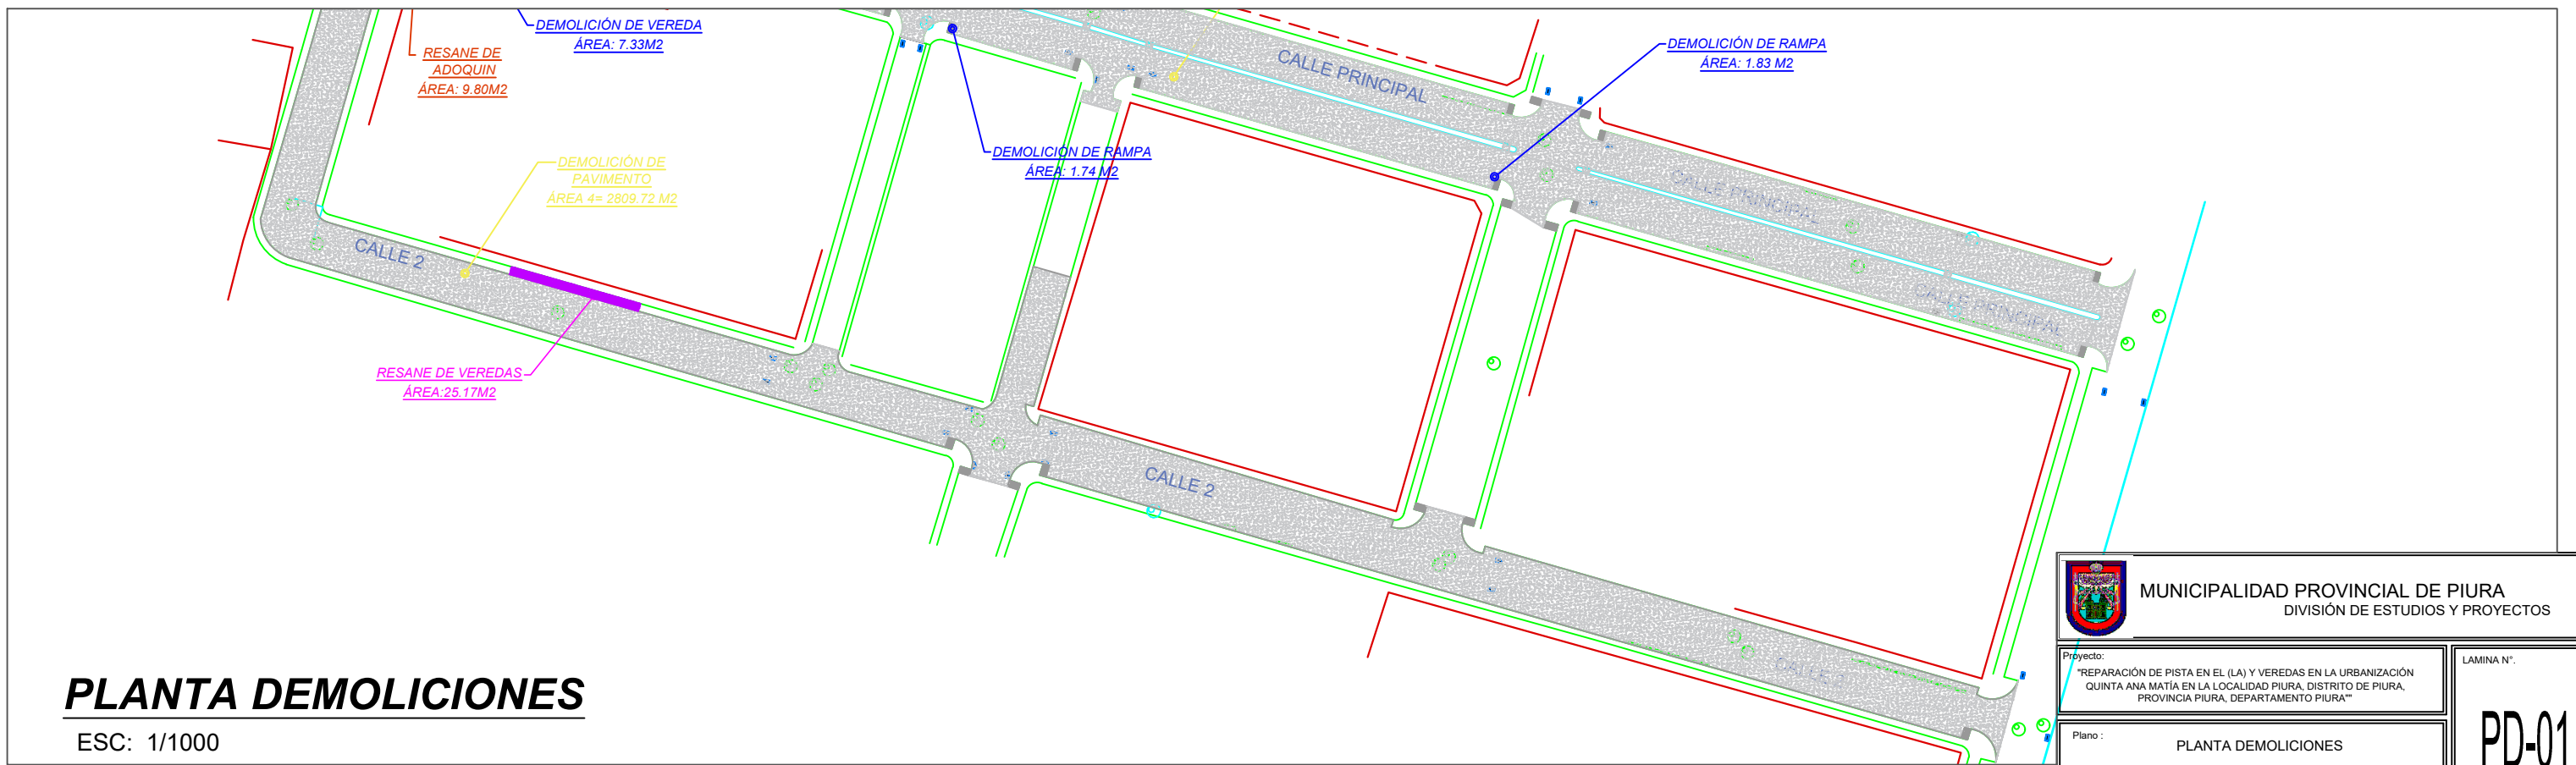 DEMOLICIÓN DE VEREDA
ÁREA: 7.33M2
RESANE DE
ADOQUIN
ÁREA: 9.80M2
DEMOLICIÓN DE RAMPA
ÁREA: 1.83 M2
CALLE PRINCIPAL
DEMOLICIÓN DE RAMPA
ÁREA: 1.74 M2
DEMOLICIÓN DE
PAVIMENTO
ÁREA 4= 2809.72 M2
CALLE PRINCIPAL
CALLE 2
CALLE PRINCIPAL
RESANE DE VEREDAS
ÁREA:25.17M2
CALLE 2
CALLE 2
PLANTA DEMOLICIONES
ESC: 1/1000
MUNICIPALIDAD PROVINCIAL DE PIURA
DIVISIÓN DE ESTUDIOS Y PROYECTOS
Proyecto:
"REPARACIÓN DE PISTA EN EL (LA) Y VEREDAS EN LA URBANIZACIÓN
QUINTA ANA MATÍA EN LA LOCALIDAD PIURA, DISTRITO DE PIURA,
PROVINCIA PIURA, DEPARTAMENTO PIURA""
LAMINA N°.
PD-01
Plano :
PLANTA DEMOLICIONES